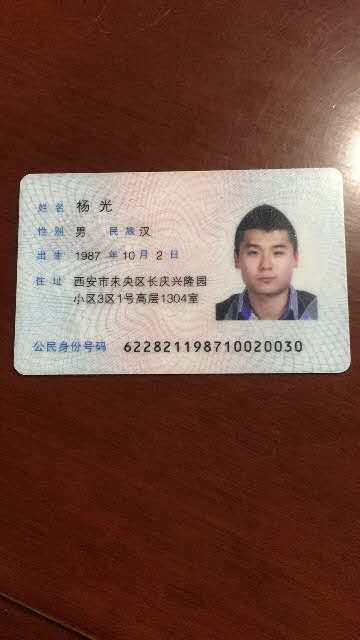 姓名 杨光
性别 男 民族 汉
出生 1987 年 10 月 2 日
住址 西安市未央区长庆兴隆园
小区3区1号高层1304室
公民身份号码 622821198710020030